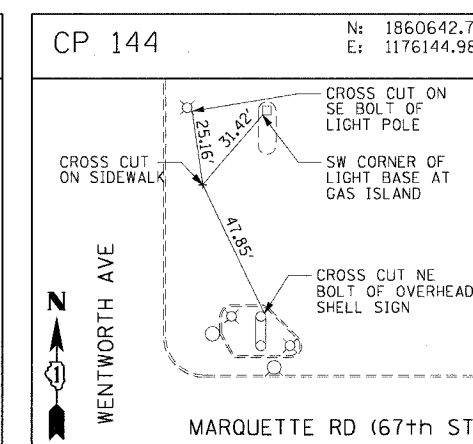 CP 144
N: 1860642.7
E: 1176144.98
CROSS CUT ON
SE BOLT OF
LIGHT POLE
25.16'
31.42'
CROSS CUT
ON SIDEWALK
SW CORNER OF
LIGHT BASE AT
GAS ISLAND
47.85'
CROSS CUT NE
BOLT OF OVERHEAD
SHELL SIGN
WENTWORTH AVE
N
1
MARQUETTE RD (67th ST